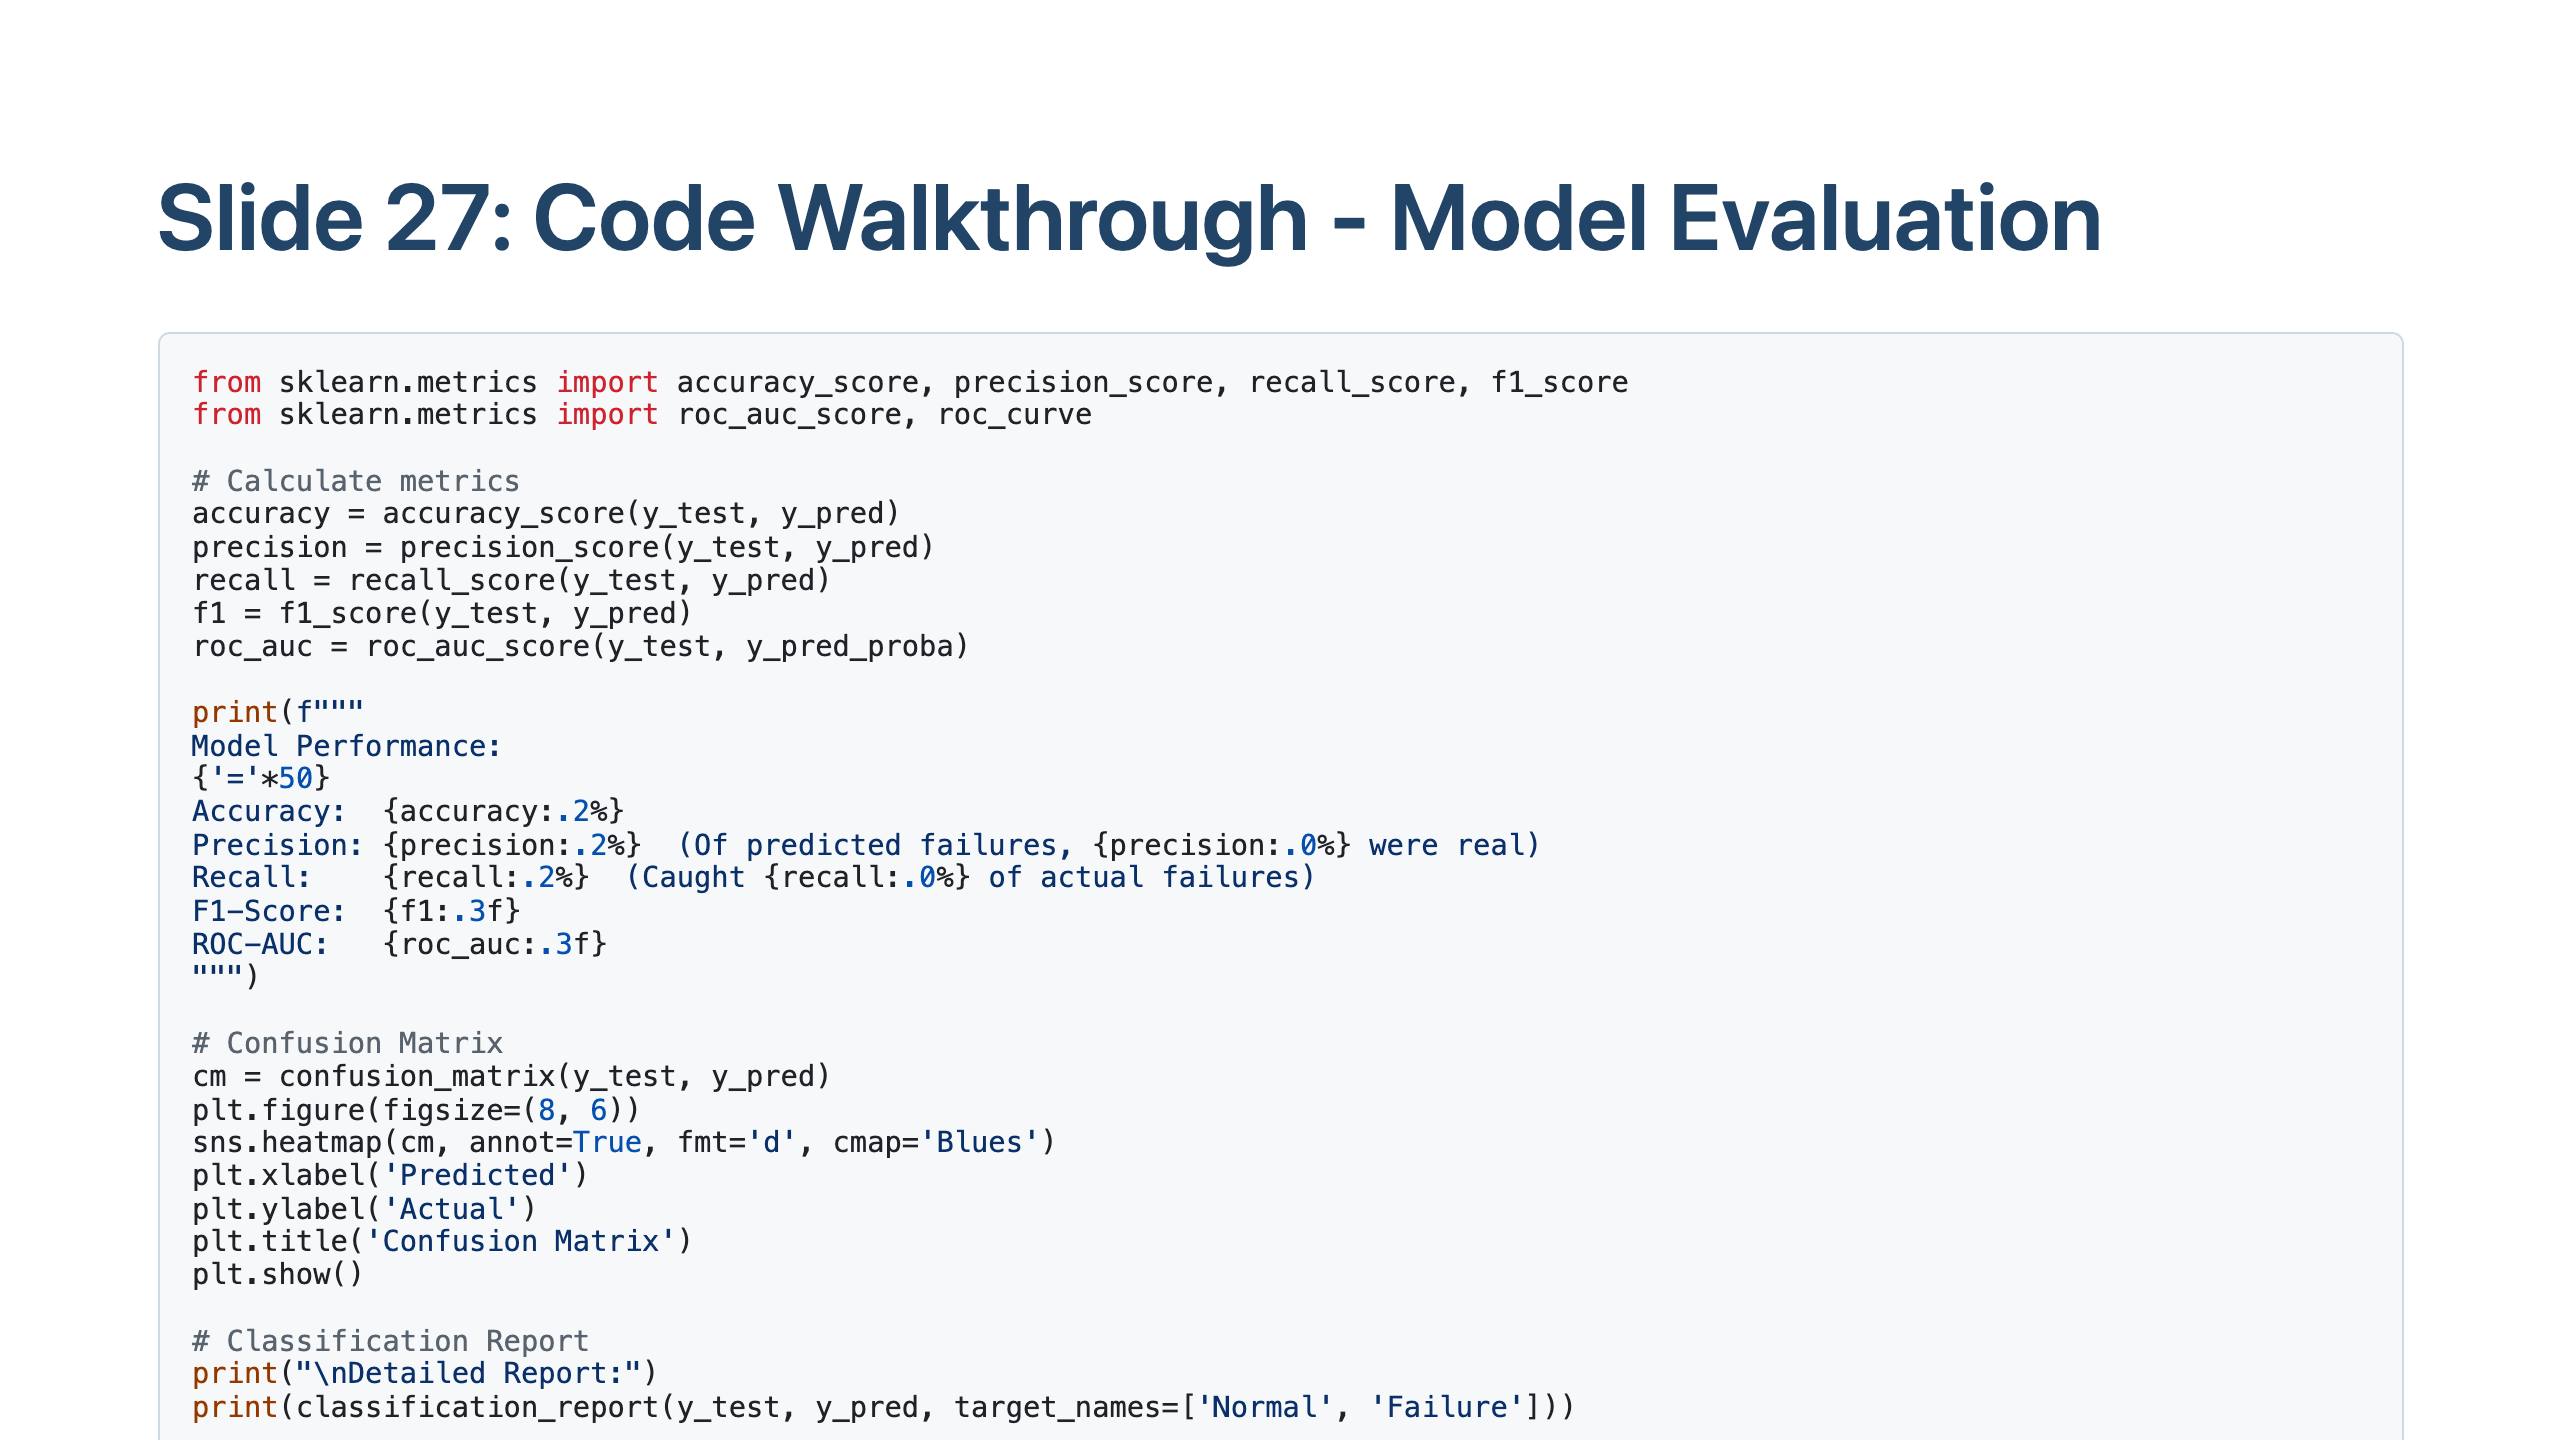 Slide 27: Code Walkthrough - Model Evaluation
from sklearn.metrics import accuracy_score, precision_score, recall_score, f1_score
from sklearn.metrics import roc_auc_score, roc_curve
# Calculate metrics
accuracy = accuracy_score(y_test, y_pred)
precision = precision_score(y_test, y_pred)
recall = recall_score(y_test, y_pred)
f1 = f1_score(y_test, y_pred)
roc_auc = roc_auc_score(y_test, y_pred_proba)
print(f"""
Model Performance:
{'='*50}
Accuracy:  {accuracy:.2%}
Precision: {precision:.2%}  (Of predicted failures, {precision:.0%} were real)
Recall:    {recall:.2%}  (Caught {recall:.0%} of actual failures)
F1-Score:  {f1:.3f}
ROC-AUC:   {roc_auc:.3f}
""")
# Confusion Matrix
cm = confusion_matrix(y_test, y_pred)
plt.figure(figsize=(8, 6))
sns.heatmap(cm, annot=True, fmt='d', cmap='Blues')
plt.xlabel('Predicted')
plt.ylabel('Actual')
plt.title('Confusion Matrix')
plt.show()
# Classification Report
print("\nDetailed Report:")
print(classification_report(y_test, y_pred, target_names=['Normal', 'Failure']))